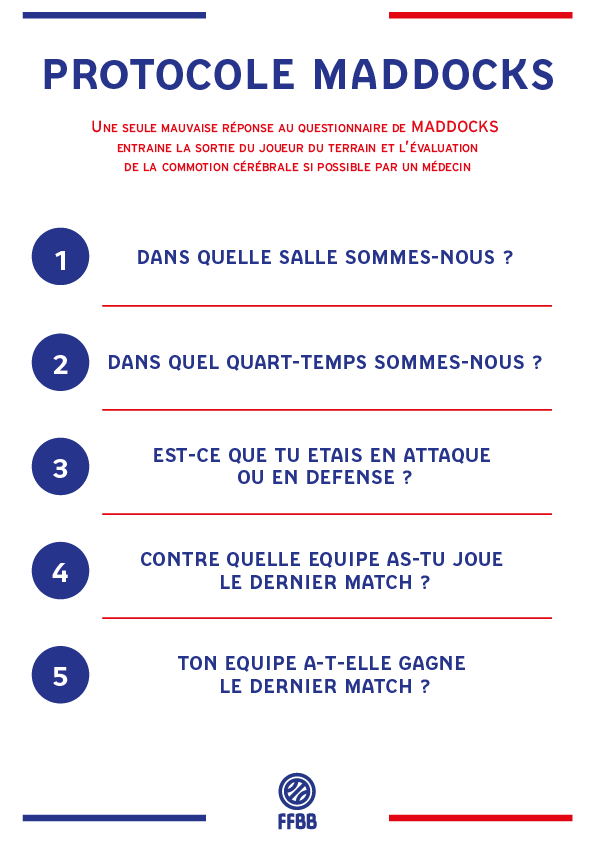 PROTOCOLE MADDOCKS
Une seule mauvaise réponse au questionnaire de MADDOCKS
entraine la sortie du joueur du terrain et l'évaluation
de la commotion cérébrale si possible par un médecin
1 DANS QUELLE SALLE SOMMES-NOUS ?
2 DANS QUEL QUART-TEMPS SOMMES-NOUS ?
3 EST-CE QUE TU ETAIS EN ATTAQUE
OU EN DEFENSE ?
4 CONTRE QUELLE EQUIPE AS-TU JOUE
LE DERNIER MATCH ?
5 TON EQUIPE A-T-ELLE GAGNE
LE DERNIER MATCH ?
FFBB